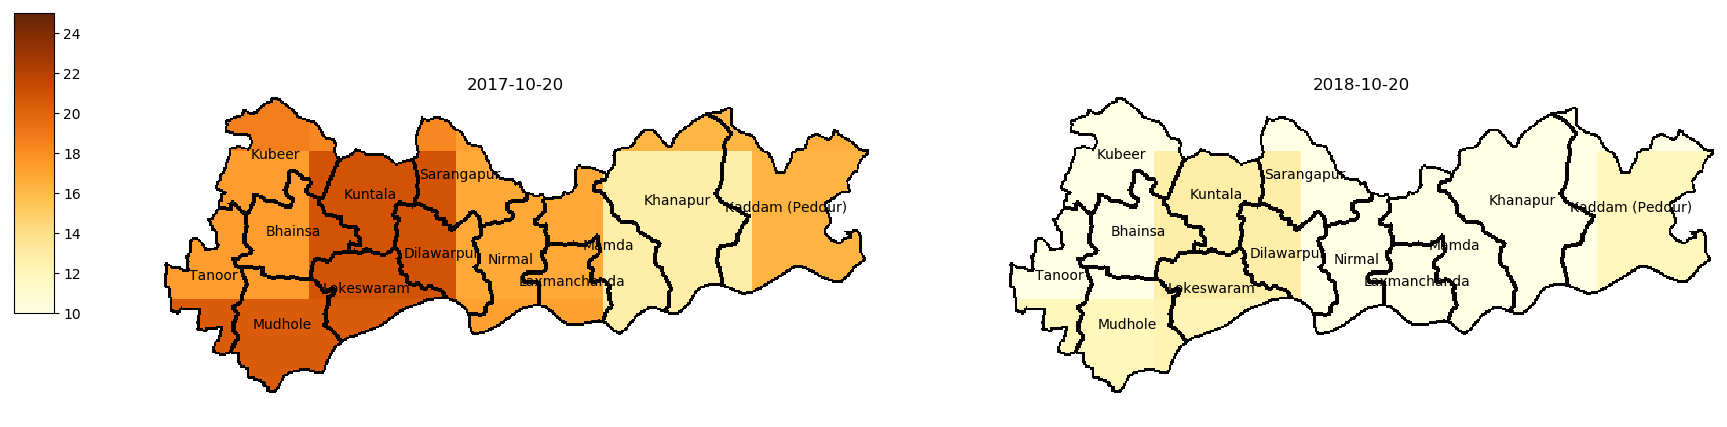 24
22
20
18
16
14
12
10
2017-10-20
Kubeer
Sarangapur
Kuntala
Khanapur
Kaddam (Peddur)
Bhainsa
Mamda
Dilawarpur
Nirmal
Tanoor
Laxmanchanda
Lokeswaram
Mudhole
2018-10-20
Kubeer
Sarangapur
Kuntala
Khanapur
Kaddam (Peddur)
Bhainsa
Mamda
Dilawarpur
Nirmal
Tanoor
Laxmanchanda
Lokeswaram
Mudhole